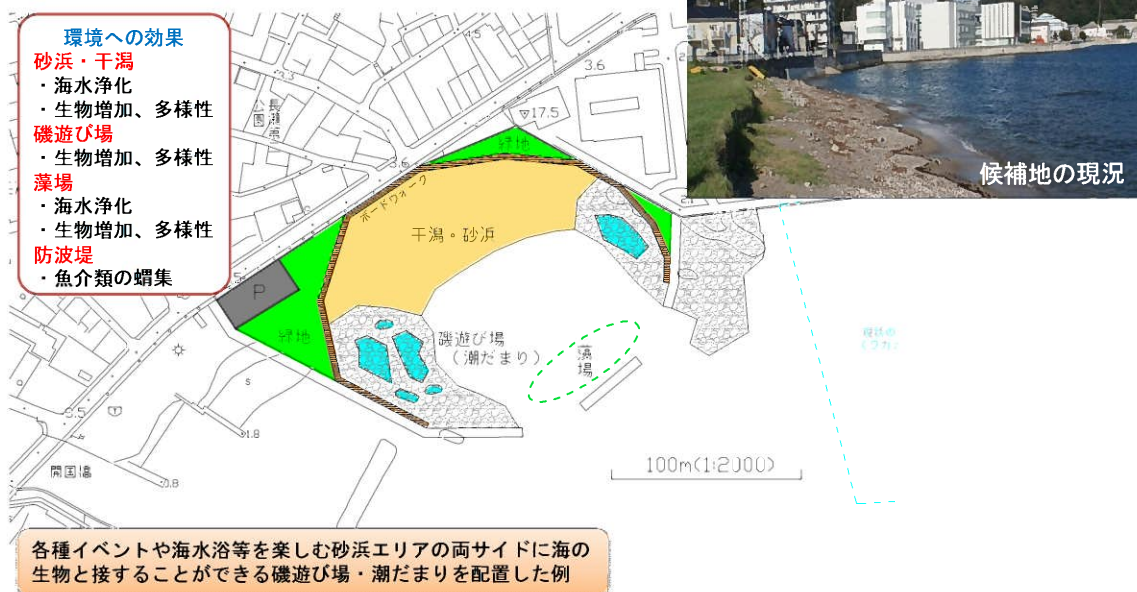 環境への効果
砂浜・干潟
・海水浄化
・生物増加、多様性
磯遊び場
・生物増加、多様性
藻場
・海水浄化
・生物増加、多様性
防波堤
・魚介類の蝟集
候補地の現況
4.5
3.6
▽17.5
緑地
3.6
ボードウォーク
干潟・砂浜
P
緑地
磯遊び場
（潮だまり）
藻場
S
1.8
0.8
100m(1:2000)
各種イベントや海水浴等を楽しむ砂浜エリアの両サイドに海の
生物と接することができる磯遊び場・潮だまりを配置した例